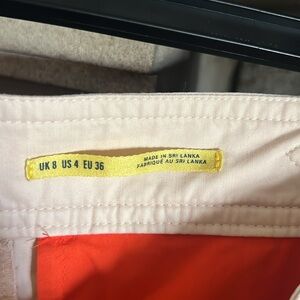 UK 8 US 4 EU 36
MADE IN SRI LANKA
FABRIQUÉ AU SRI LANKA